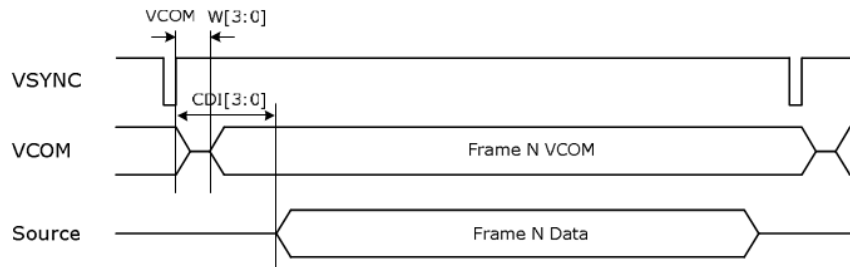 VCOM W[3:0]
VSYNC
CDI[3:0]
VCOM
Frame N VCOM
Source
Frame N Data